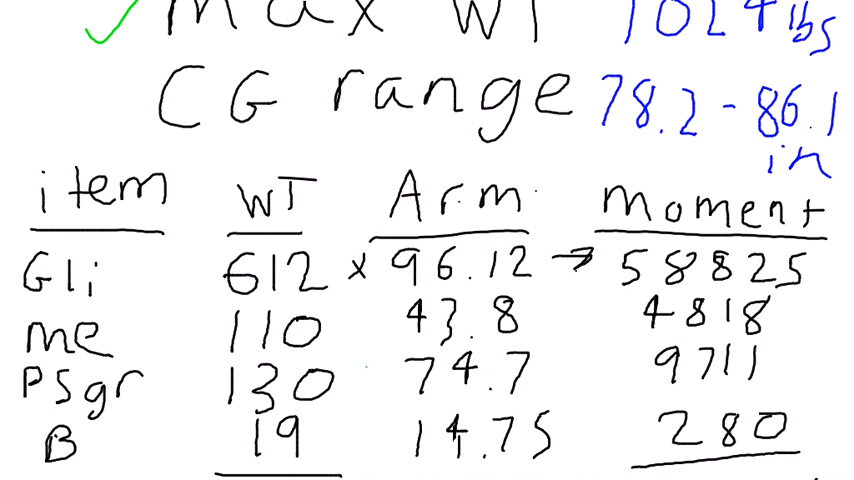 ✓ Max WT 1024 lbs
CG range 78.2 - 86.1 in
item WT Arm Moment
Gli 612 x 96.12 → 58825
me 110 43.8 4818
PSgr 130 74.7 9711
B 19 14.75 280